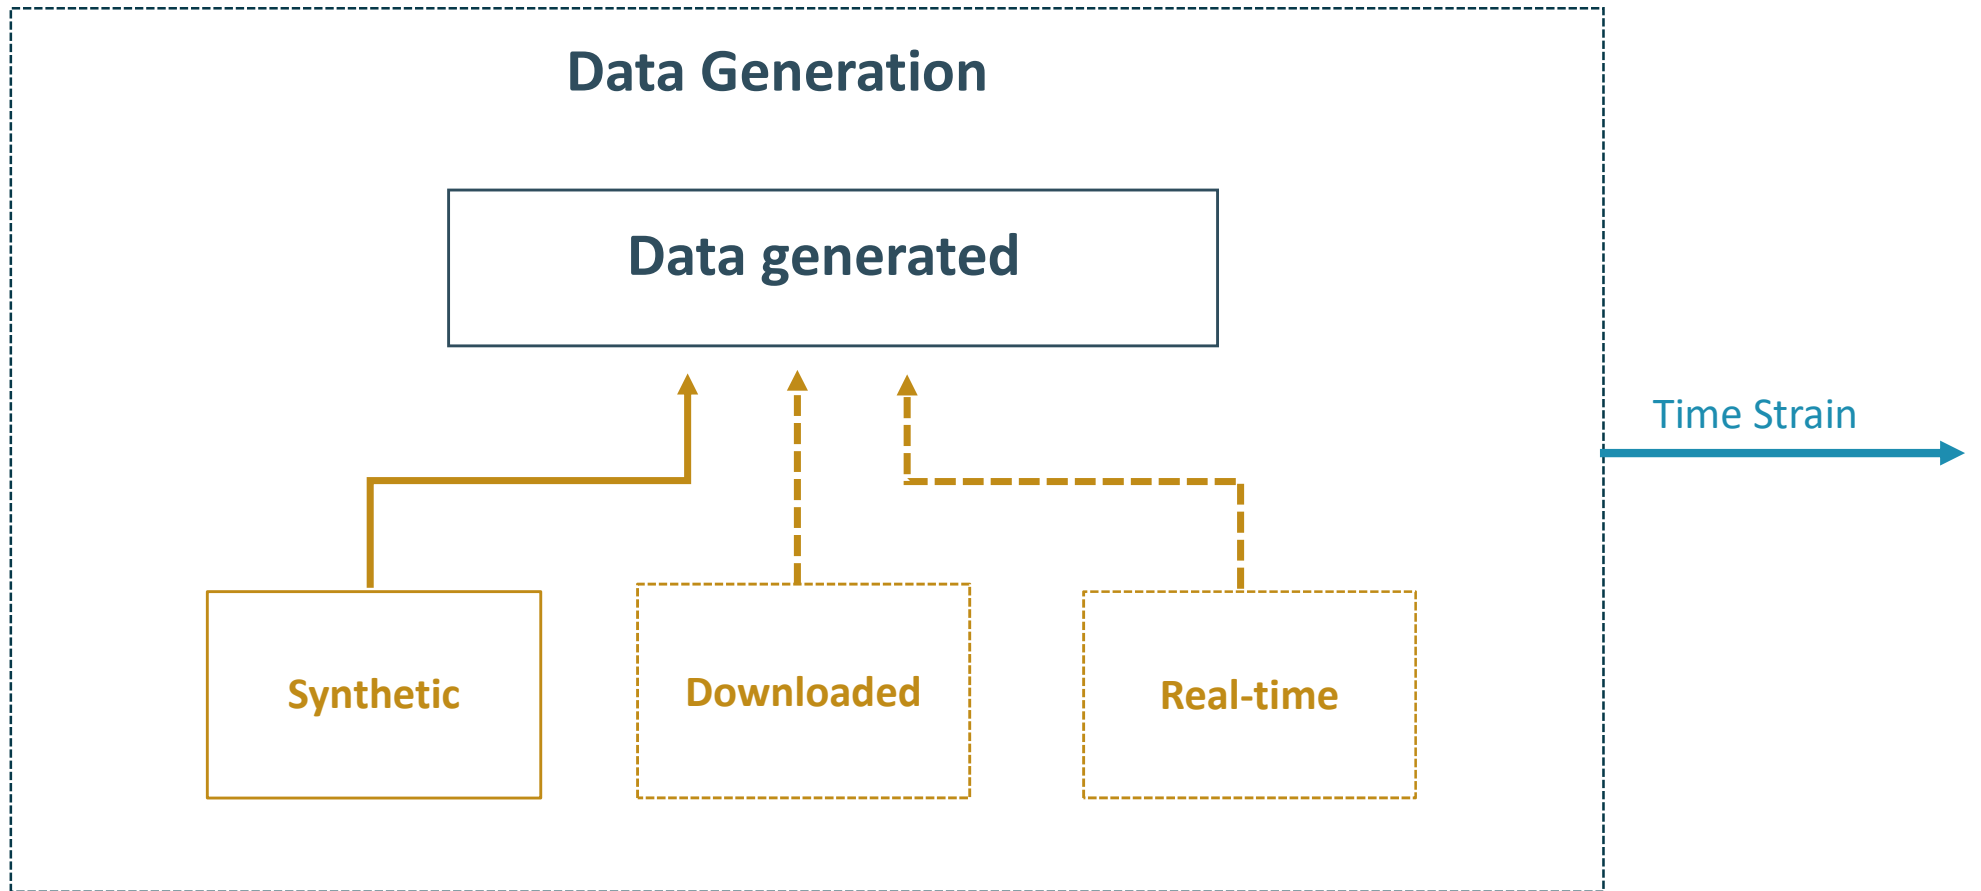 Data Generation
Data generated
Time Strain
Synthetic
Downloaded
Real-time